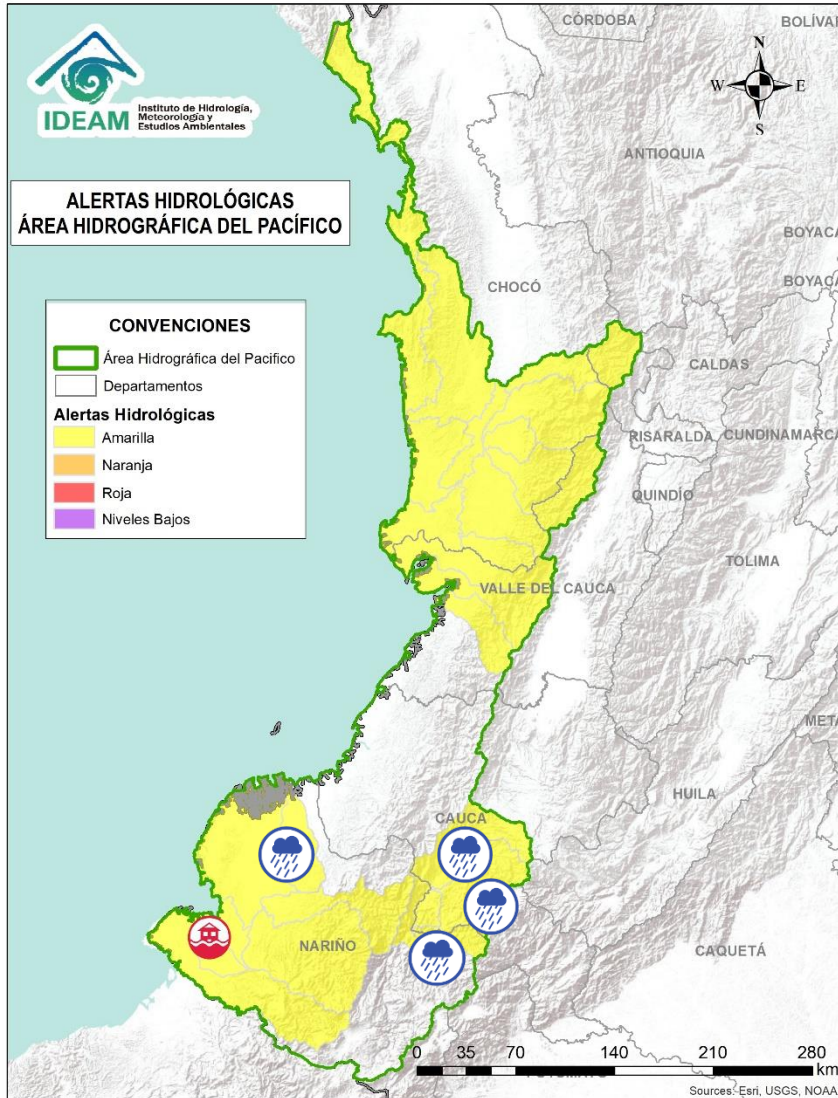 CÓRDOBA
BOLÍVAR
IDEAM
Instituto de Hidrología,
Meteorología y
Estudios Ambientales
N
W
E
S
ANTIOQUIA
ALERTAS HIDROLÓGICAS
ÁREA HIDROGRÁFICA DEL PACÍFICO
BOYACÁ
BOYACÁ
CHOCÓ
CONVENCIONES
Área Hidrográfica del Pacifico
Departamentos
Alertas Hidrológicas
Amarilla
Naranja
Roja
Niveles Bajos
CALDAS
RISARALDA
CUNDINAMARCA
QUINDÍO
TOLIMA
VALLE DEL CAUCA
META
HUILA
CAUCA
NARIÑO
CAQUETÁ
0 35 70 140 210 280
km
Sources: Esri, USGS, NOAA